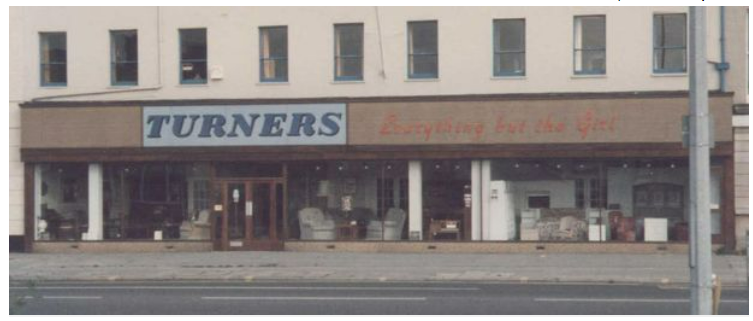 TURNERS
Everything but the Girl